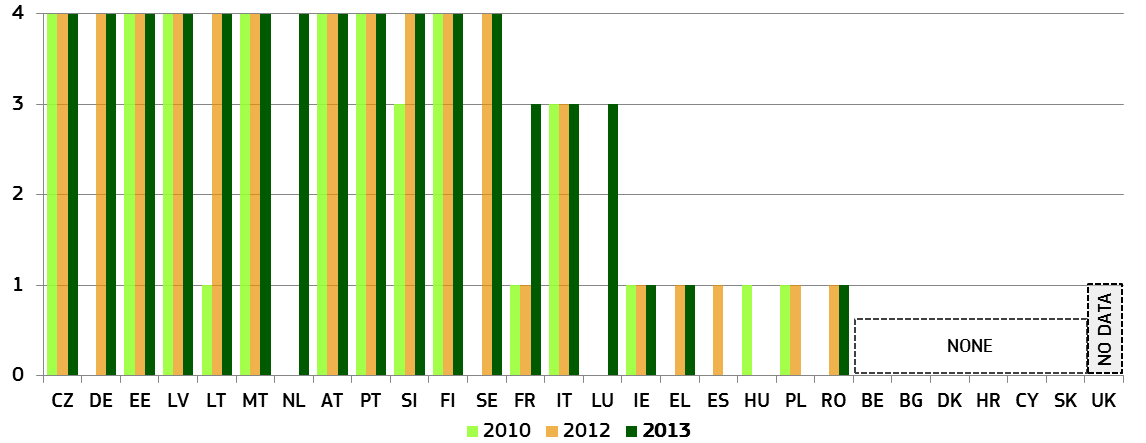 4
3
2
1
0
NONE
NO DATA
CZ DE EE LV LT MT NL AT PT SI FI SE FR IT LU IE EL ES HU PL RO BE BG DK HR CY SK UK
2010 2012 2013